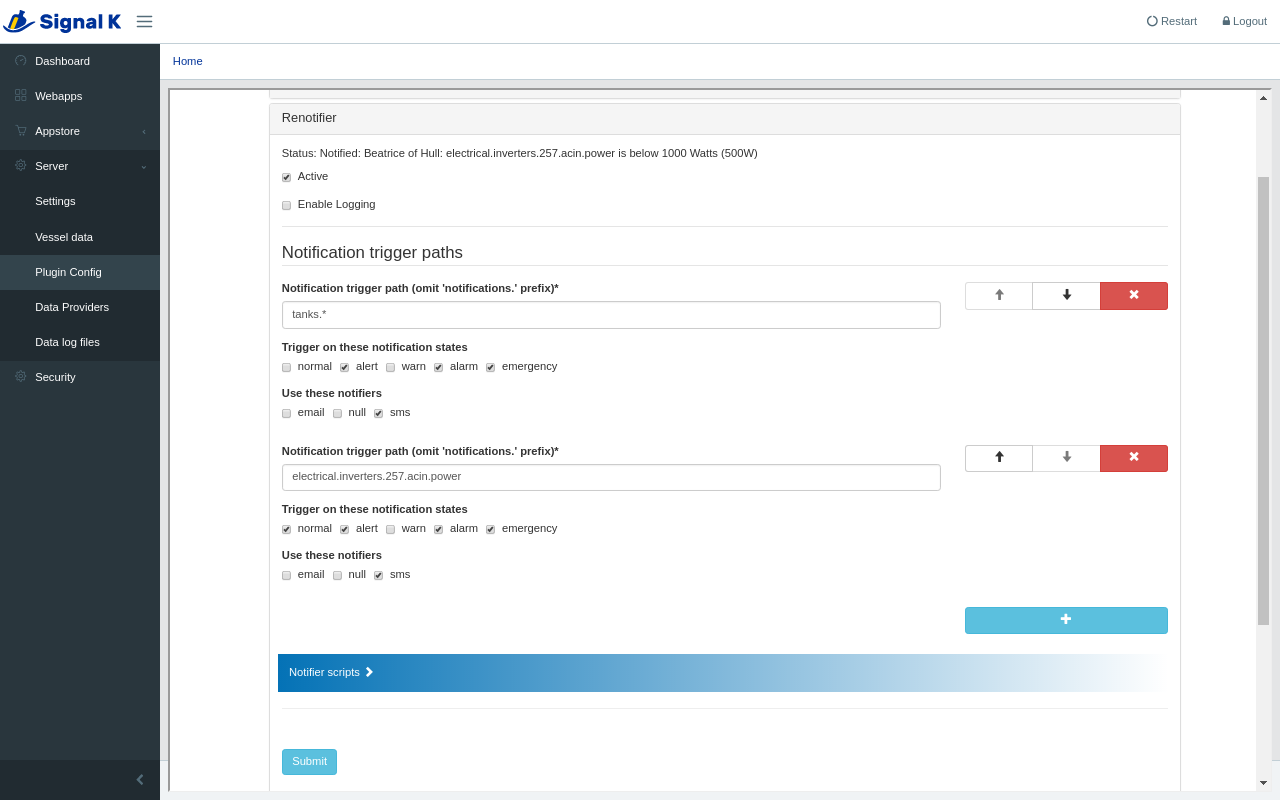 Signal K
Restart
Logout
Dashboard
Home
Webapps
Appstore
Server
Settings
Vessel data
Plugin Config
Data Providers
Data log files
Security
Renotifier
Status: Notified: Beatrice of Hull: electrical.inverters.257.acin.power is below 1000 Watts (500W)
Active
Enable Logging
Notification trigger paths
Notification trigger path (omit 'notifications.' prefix)*
tanks.*
Trigger on these notification states
normal alert warn alarm emergency
Use these notifiers
email null sms
Notification trigger path (omit 'notifications.' prefix)*
electrical.inverters.257.acin.power
Trigger on these notification states
normal alert warn alarm emergency
Use these notifiers
email null sms
Notifier scripts
Submit